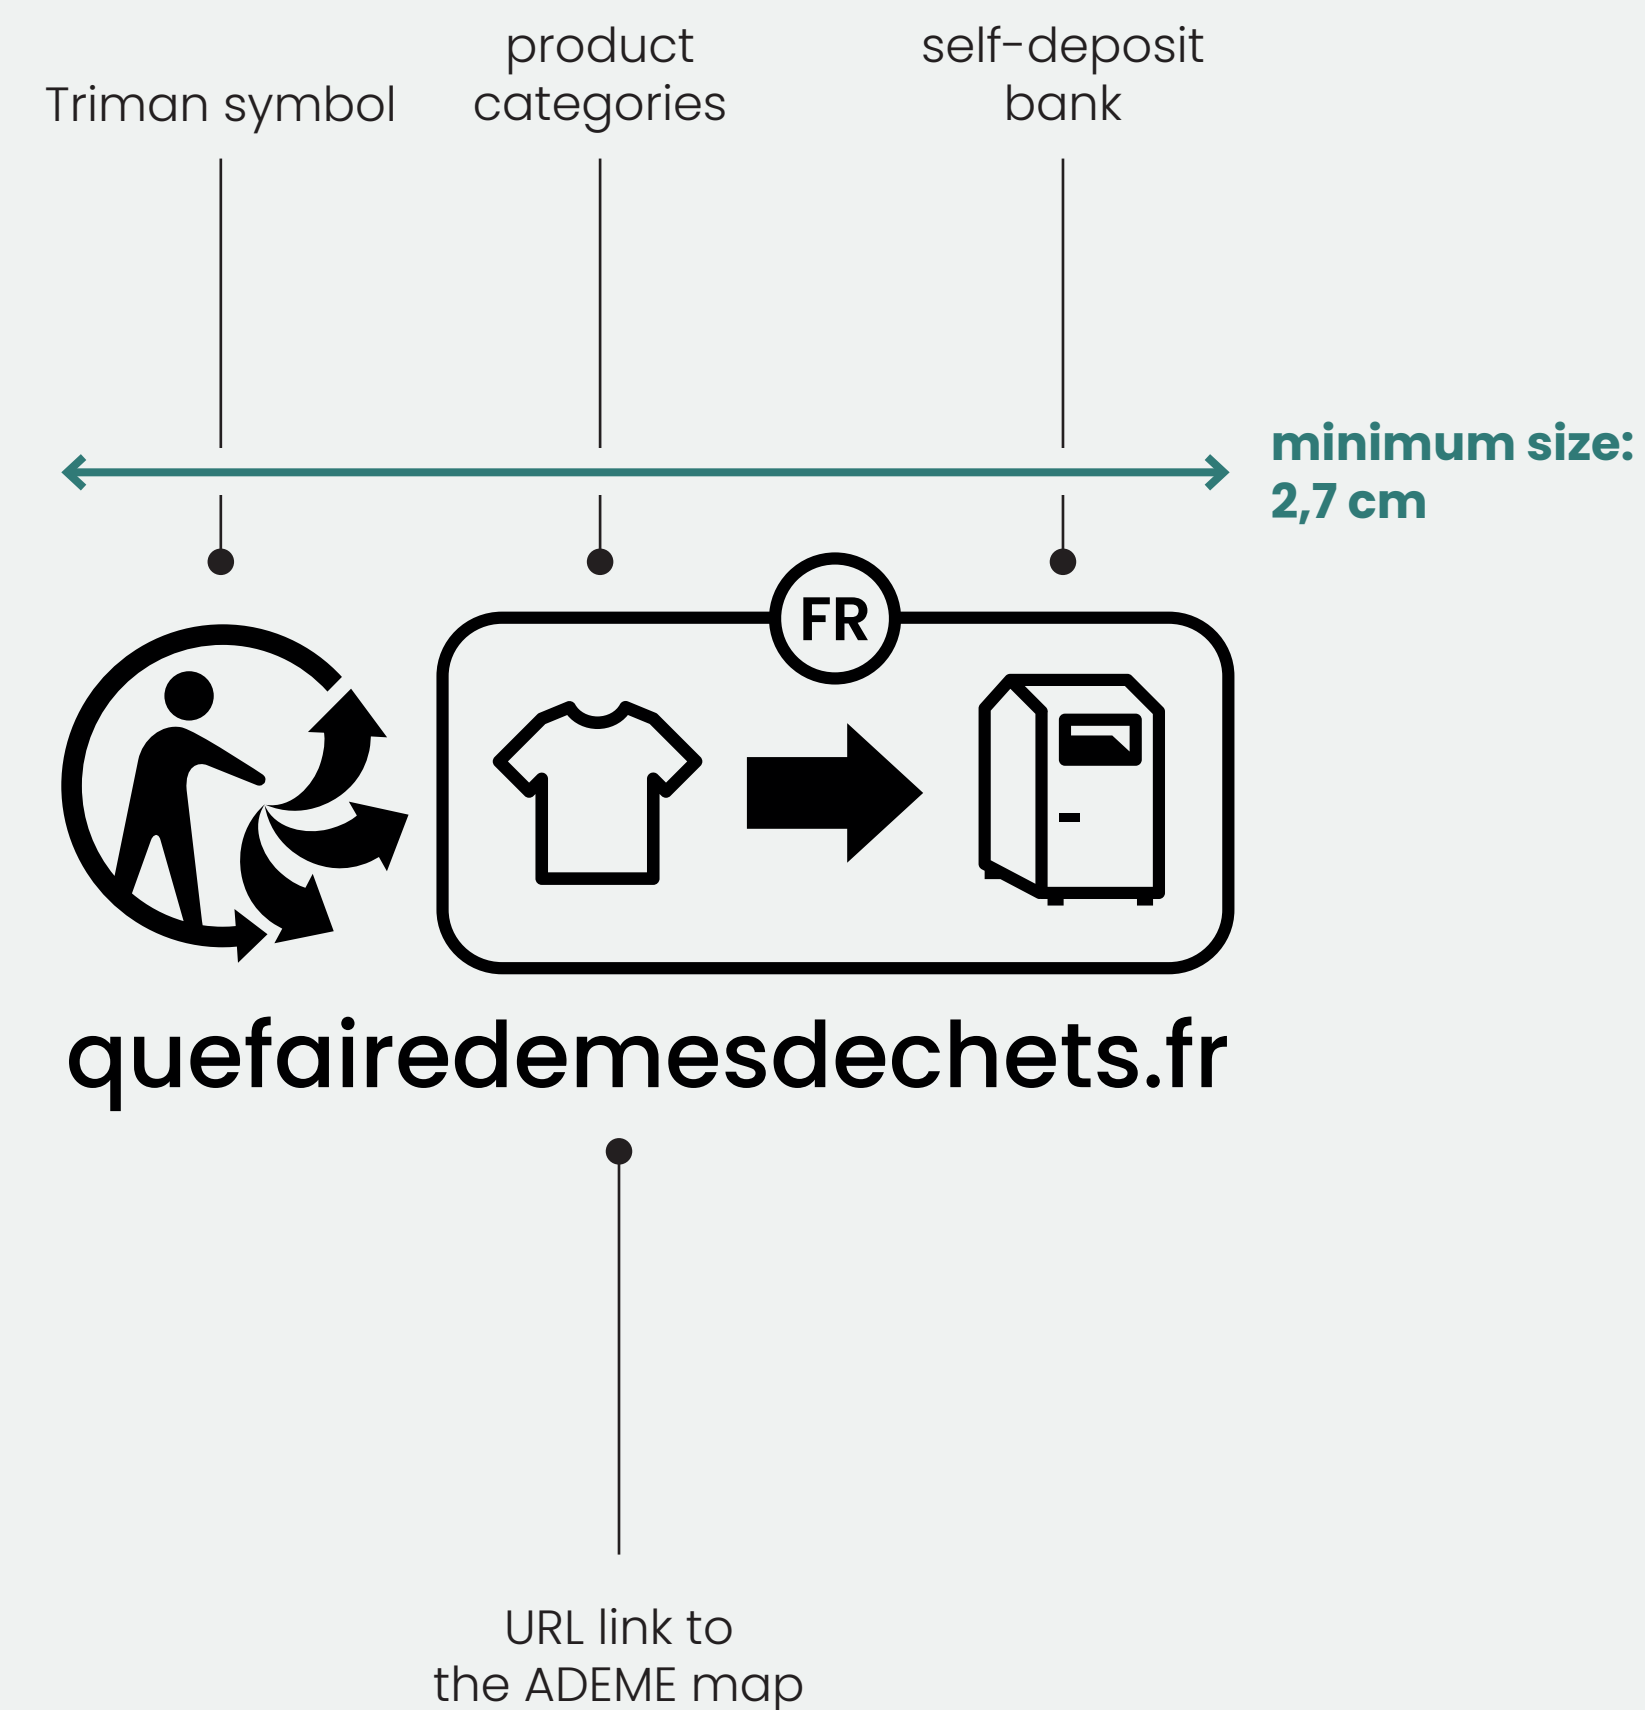 Triman symbol
product
categories
self-deposit
bank
minimum size:
2,7 cm
FR
quefairedemesdechets.fr
URL link to
the ADEME map